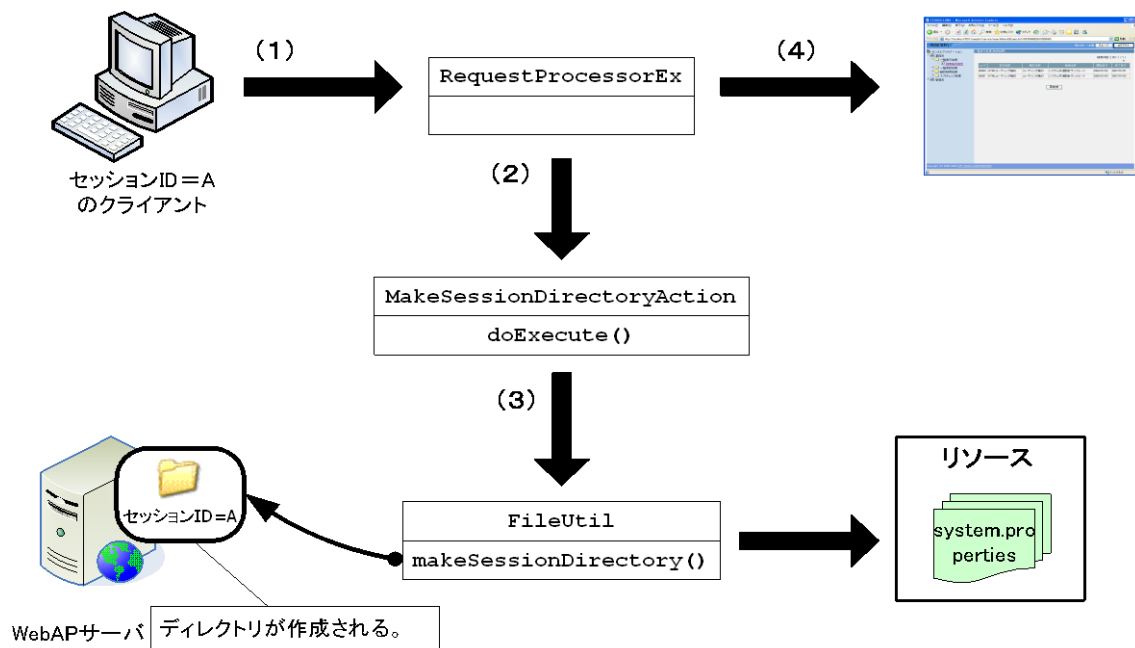 (1)
(4)
RequestProcessorEx
セッションID=A
のクライアント
(2)
MakeSessionDirectoryAction
doExecute()
(3)
リソース
system.pro
perties
セッションID=A
FileUtil
makeSessionDirectory()
WebAPサーバ
ディレクトリが作成される。